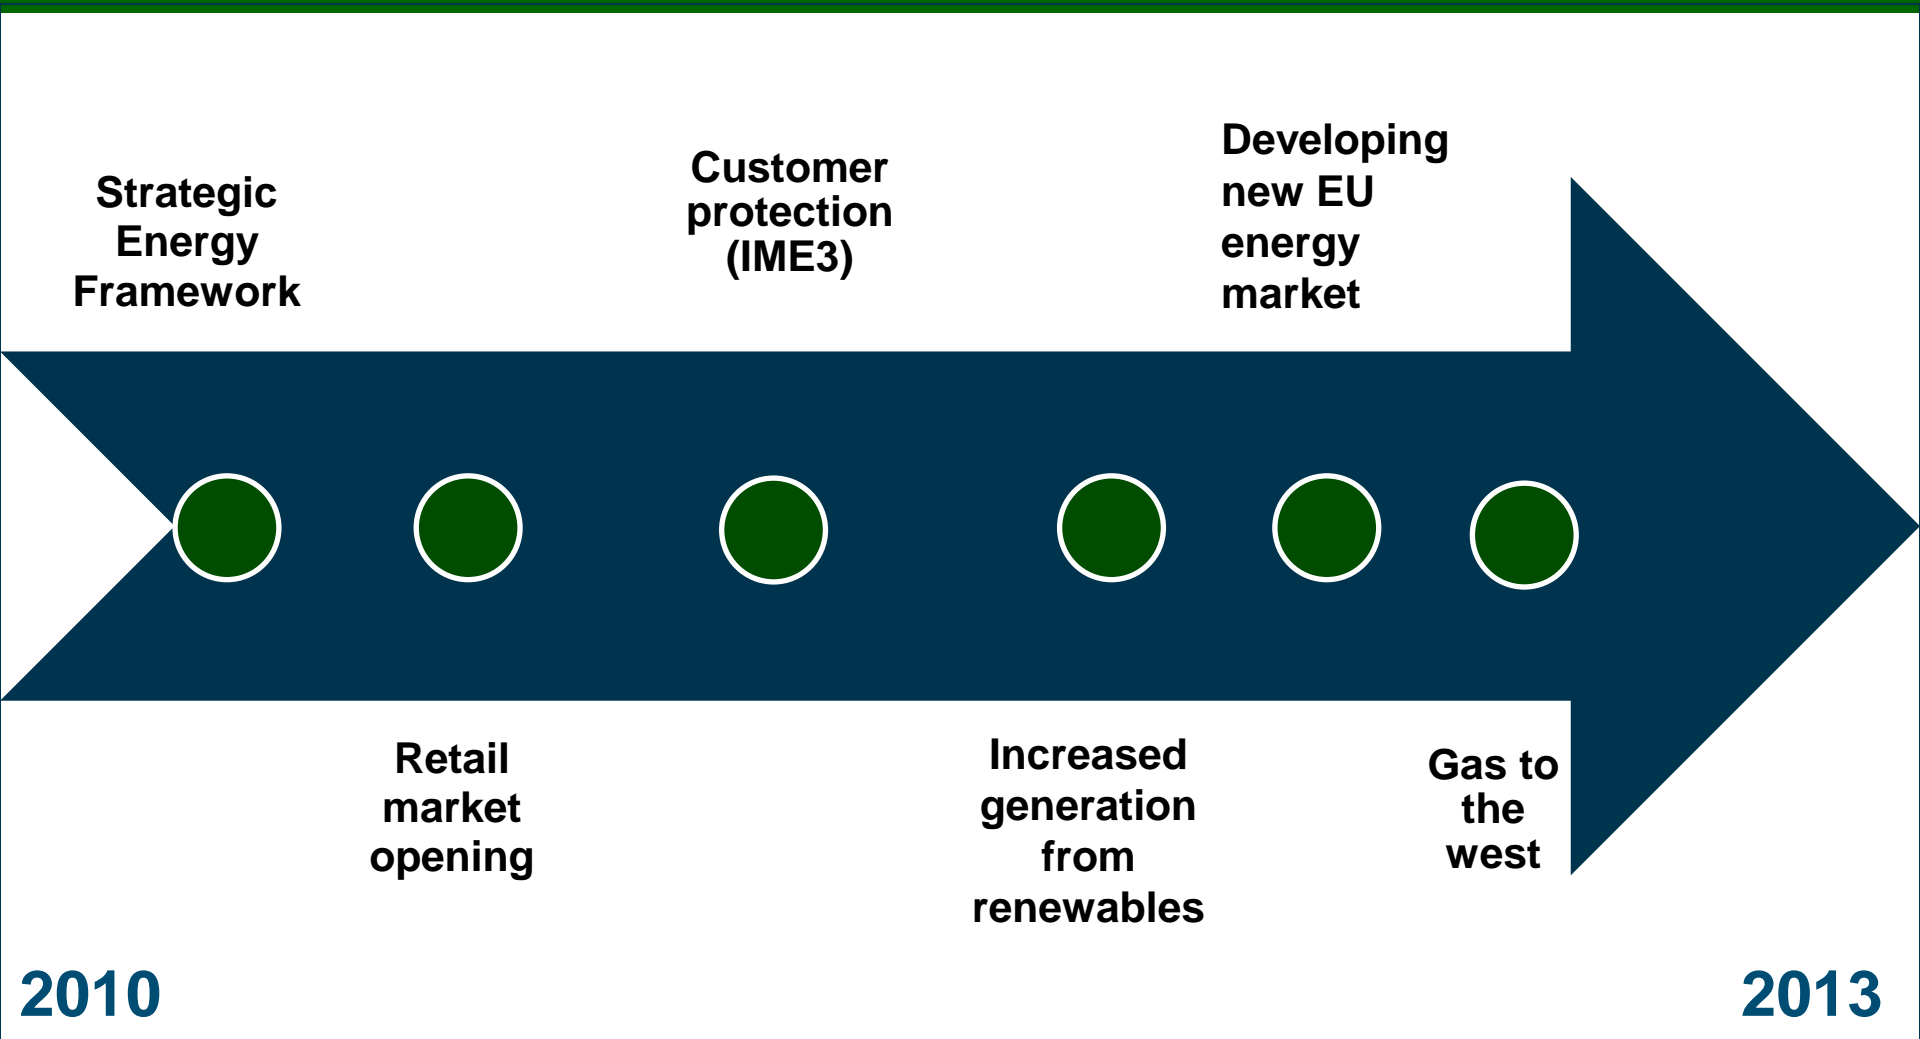 Strategic
Energy
Framework
Customer
protection
(IME3)
Developing
new EU
energy
market
Retail
market
opening
Increased
generation
from
renewables
Gas to
the
west
2010
2013